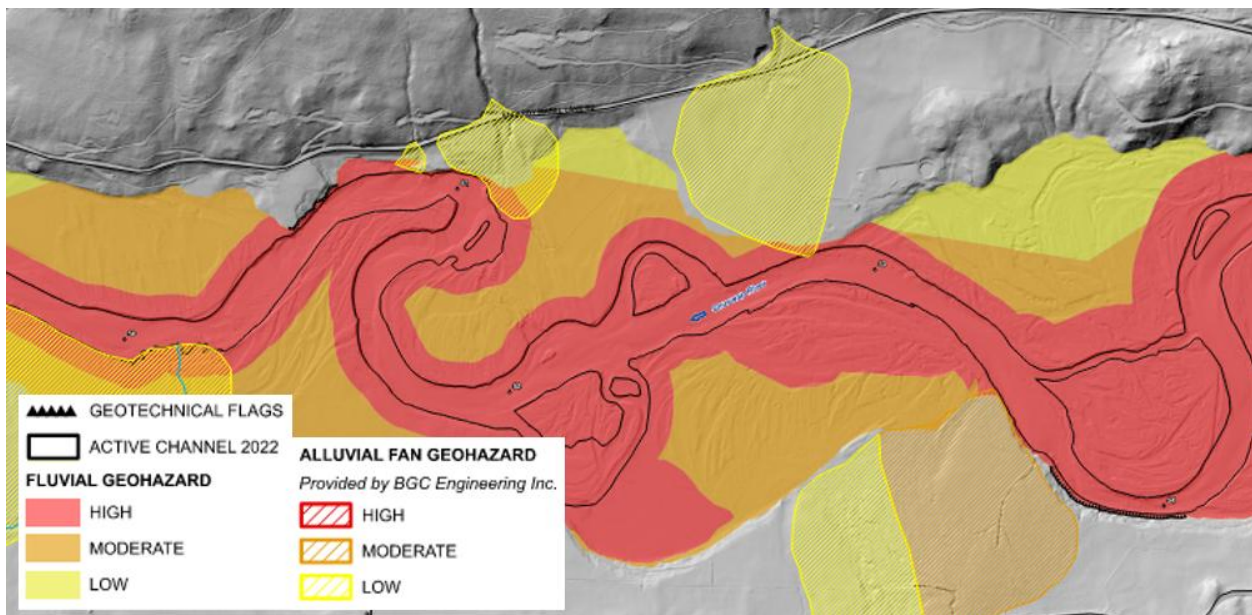 GEOTECHNICAL FLAGS
ACTIVE CHANNEL 2022
FLUVIAL GEOHAZARD
HIGH
MODERATE
LOW
ALLUVIAL FAN GEOHAZARD
Provided by BGC Engineering Inc.
HIGH
MODERATE
LOW
River